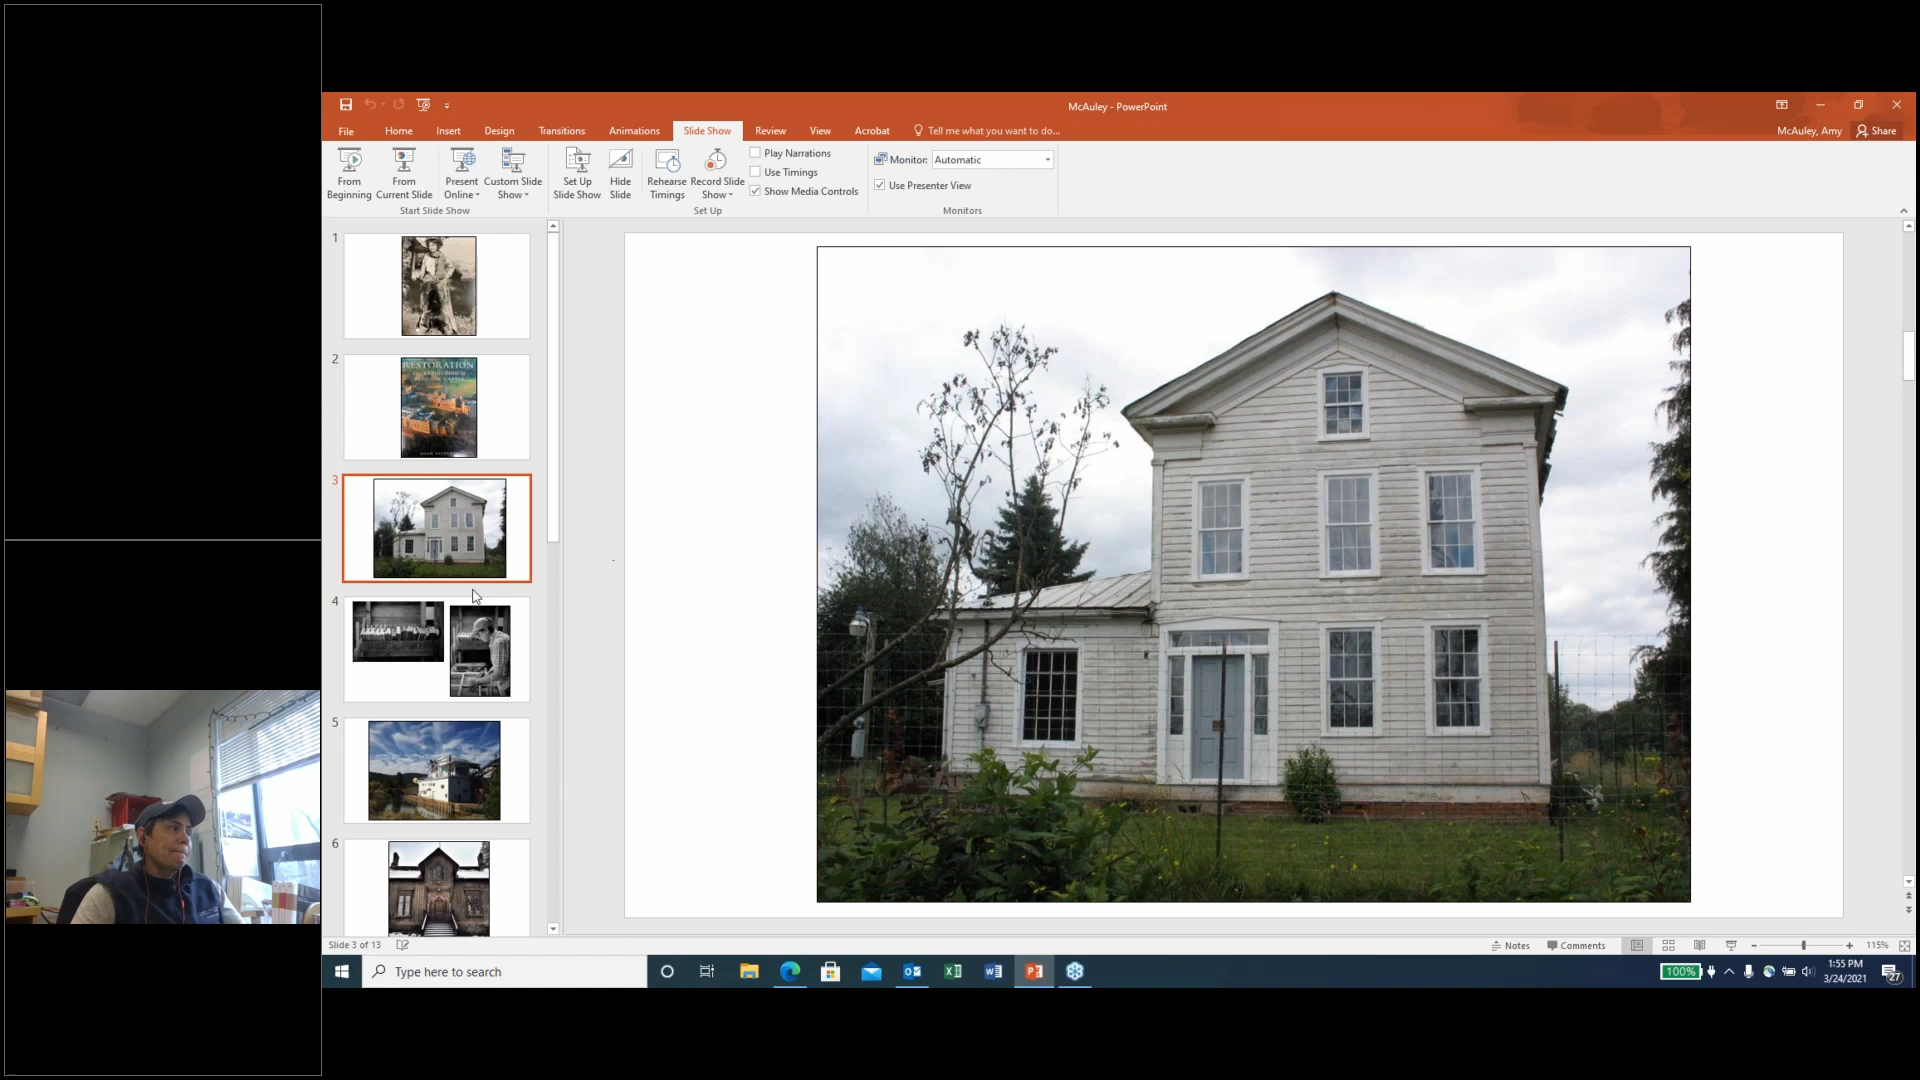 McAuley - PowerPoint
File Home Insert Design Transitions Animations Slide Show Review View Acrobat Tell me what you want to do... McAuley, Amy Share
From Beginning
From Current Slide
Present Online
Custom Slide Show
Start Slide Show
Set Up Slide Show
Hide Slide
Rehearse Timings
Record Slide Show
Play Narrations
Use Timings
Show Media Controls
Set Up
Monitor: Automatic
Use Presenter View
Monitors
1
2
RESTORATION
3
4
5
6
Slide 3 of 13
Notes Comments 115%
Type here to search
100%
1:55 PM
3/24/2021
27